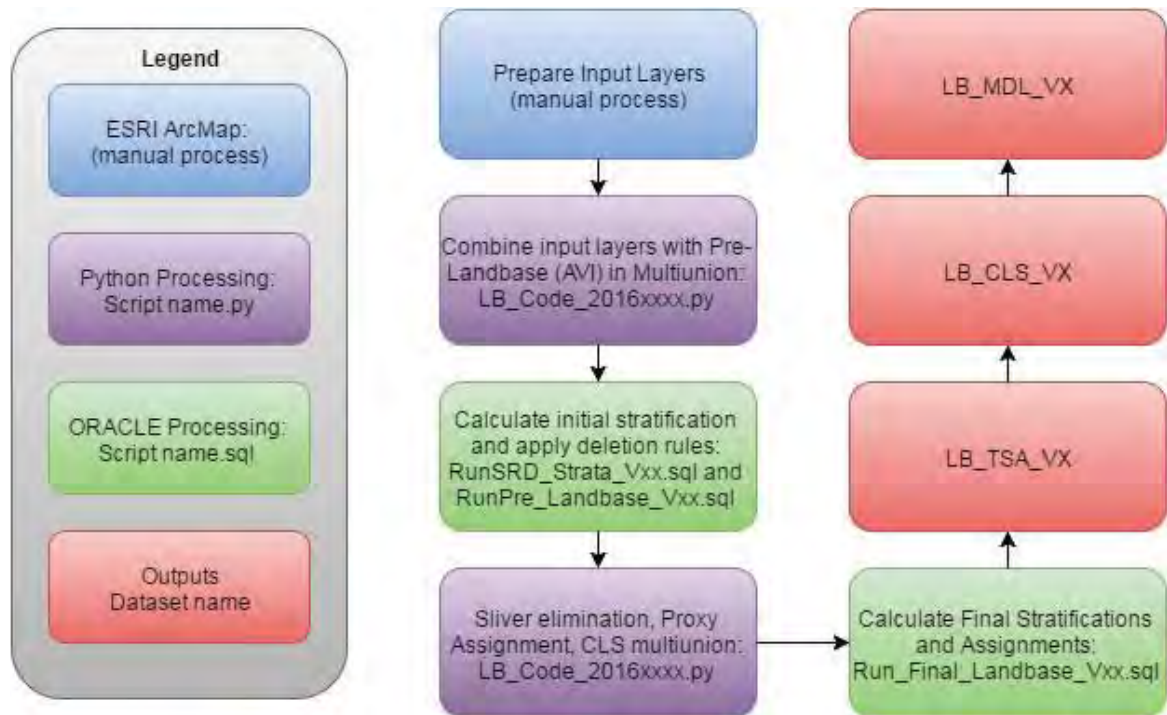 Legend
ESRI ArcMap:
(manual process)
Python Processing:
Script name.py
ORACLE Processing:
Script name.sql
Outputs
Dataset name
Prepare Input Layers
(manual process)
Combine input layers with Pre-
Landbase (AVI) in Multiunion:
LB_Code_2016xxxx.py
Calculate initial stratification
and apply deletion rules:
RunSRD_Strata_Vxx.sql and
RunPre_Landbase_Vxx.sql
Sliver elimination, Proxy
Assignment, CLS multiunion:
LB_Code_2016xxxx.py
Calculate Final Stratifications
and Assignments:
Run_Final_Landbase_Vxx.sql
LB_TSA_VX
LB_CLS_VX
LB_MDL_VX